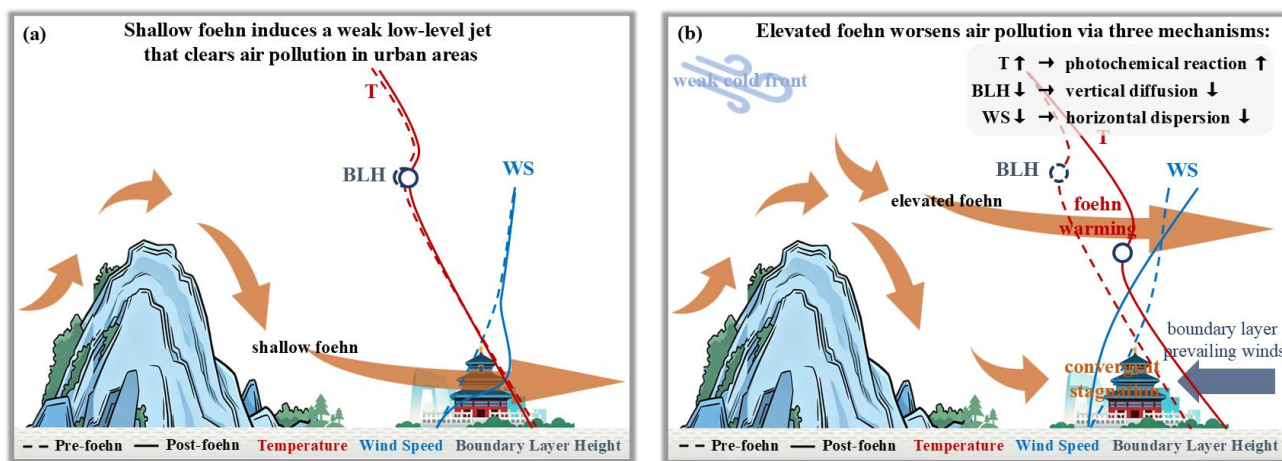 (a)
Shallow foehn induces a weak low-level jet
that clears air pollution in urban areas
T
BLH
WS
shallow foehn
Pre-foehn Post-foehn Temperature Wind Speed Boundary Layer Height
(b)
Elevated foehn worsens air pollution via three mechanisms:
weak cold front
T ↑ → photochemical reaction ↑
BLH ↓ → vertical diffusion ↓
WS ↓ → horizontal dispersion ↓
T
BLH
WS
elevated foehn
foehn
warming
boundary layer
prevailing winds
convergent
stagnation
Pre-foehn Post-foehn Temperature Wind Speed Boundary Layer Height